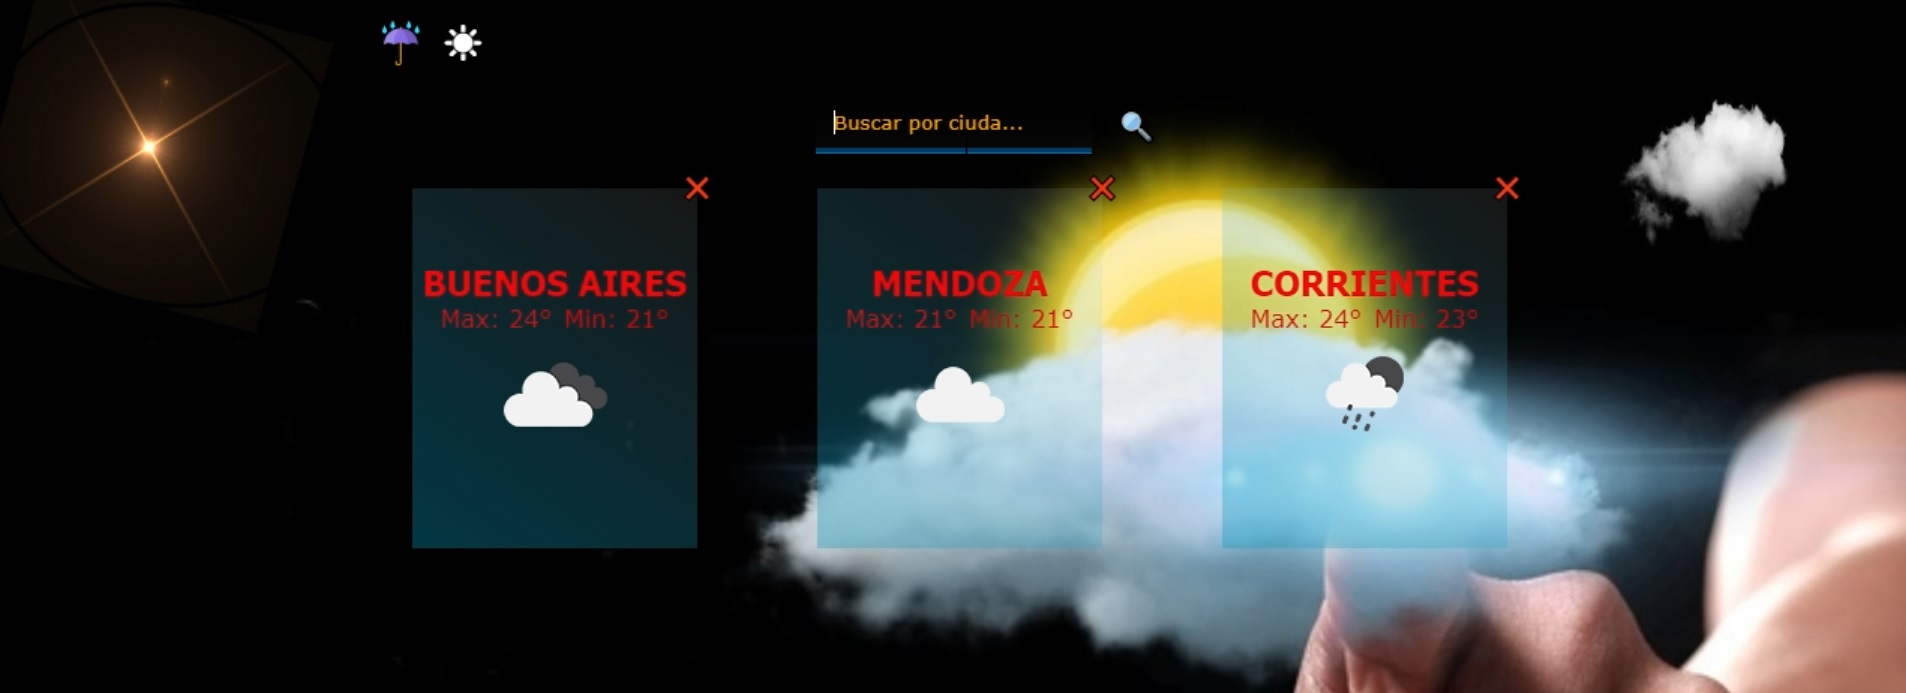 Buscar por ciuda...
BUENOS AIRES
Max: 24° Min: 21°
MENDOZA
Max: 21° Min: 21°
CORRIENTES
Max: 24° Min: 23°